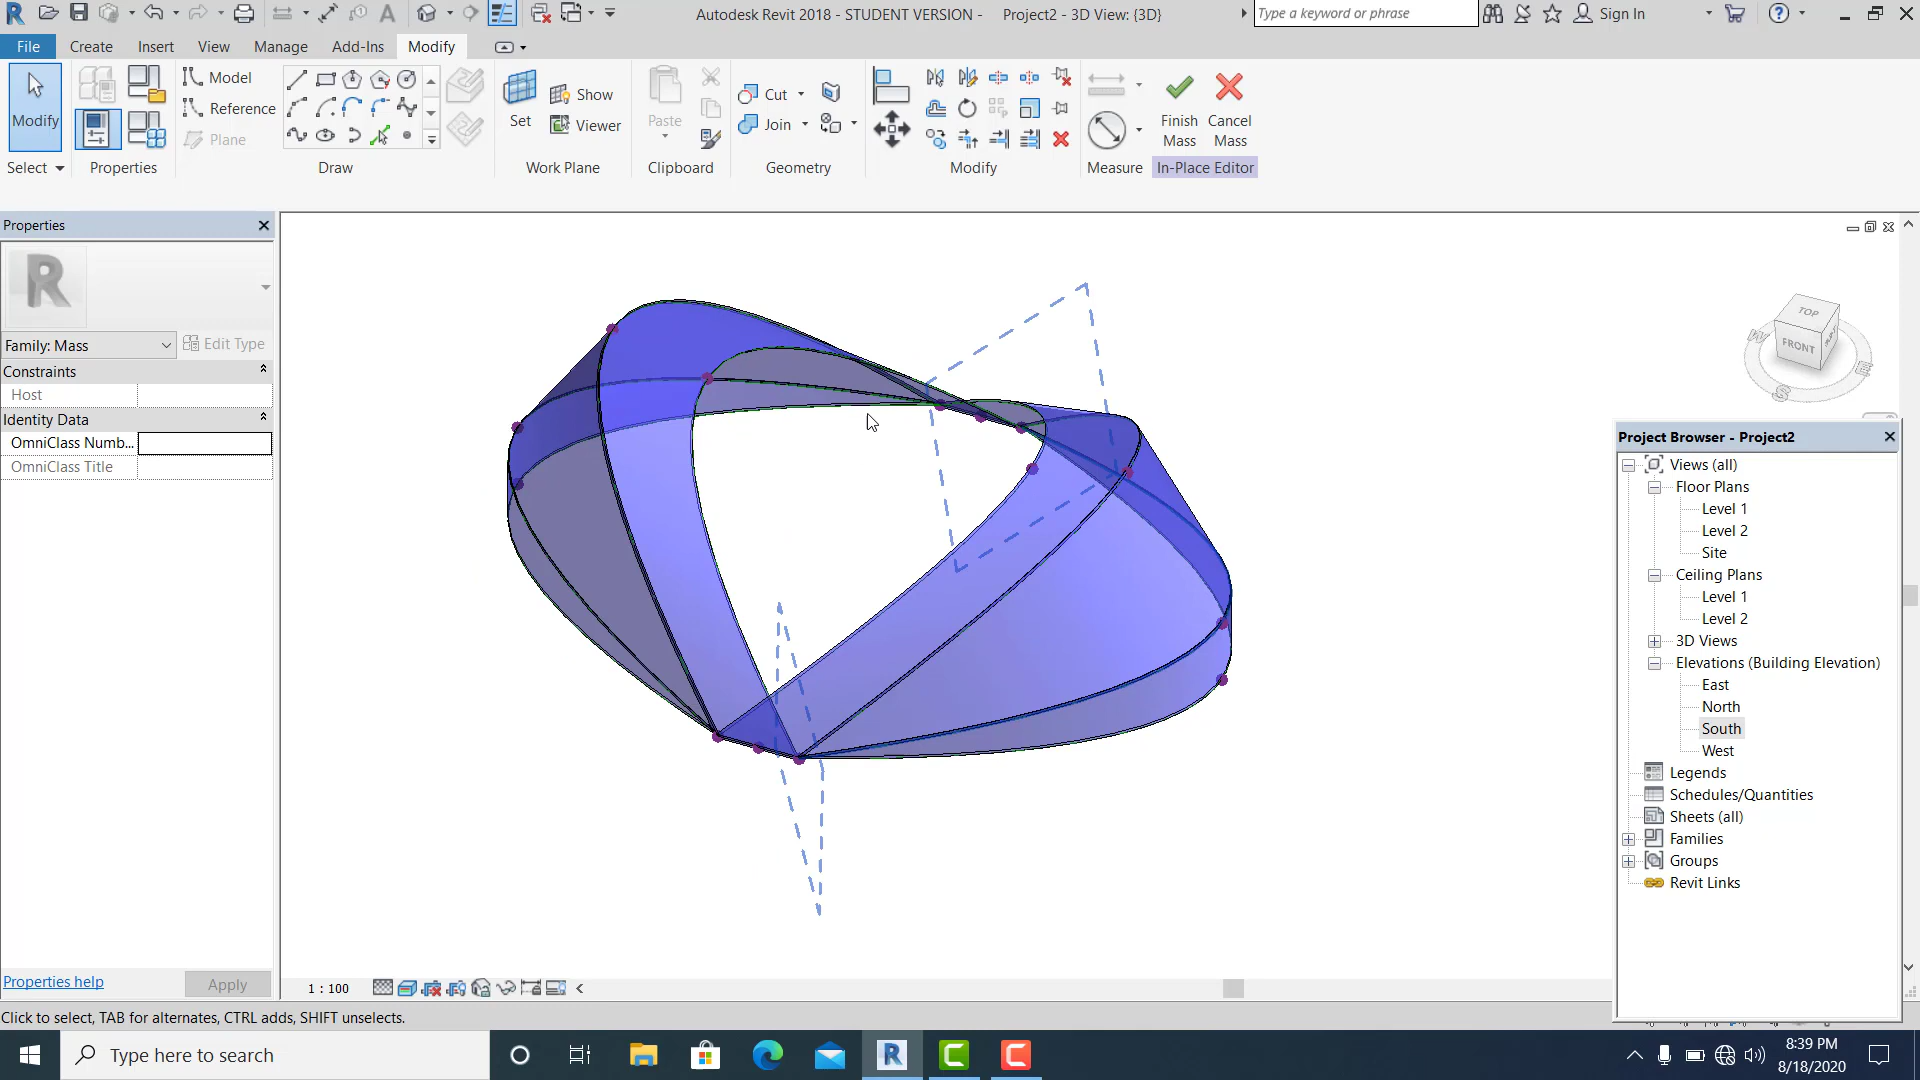 Autodesk Revit 2018 - STUDENT VERSION - Project2 - 3D View: {3D}
Type a keyword or phrase
Sign In
File Create Insert View Manage Add-Ins Modify
Modify
Model
Reference
Plane
Set
Show
Viewer
Paste
Cut
Join
Finish Mass
Cancel Mass
Select Properties Draw Work Plane Clipboard Geometry Modify Measure In-Place Editor
Properties
R
Family: Mass
Edit Type
Constraints
Host
Identity Data
OmniClass Numb...
OmniClass Title
Properties help
Apply
TOP
FRONT
W
S
E
Project Browser - Project2
Views (all)
Floor Plans
Level 1
Level 2
Site
Ceiling Plans
Level 1
Level 2
3D Views
Elevations (Building Elevation)
East
North
South
West
Legends
Schedules/Quantities
Sheets (all)
Families
Groups
Revit Links
1 : 100
Click to select, TAB for alternates, CTRL adds, SHIFT unselects.
Type here to search
8:39 PM
8/18/2020